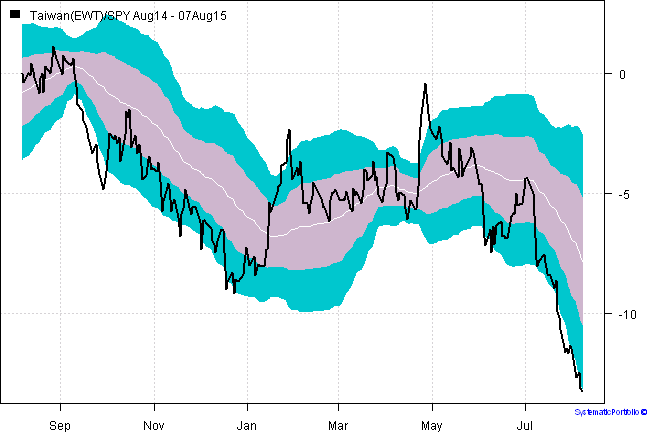 Taiwan(EWT)/SPY Aug14 - 07Aug15
0
-5
-10
Sep Nov Jan Mar May Jul
SystematicPortfolio ©